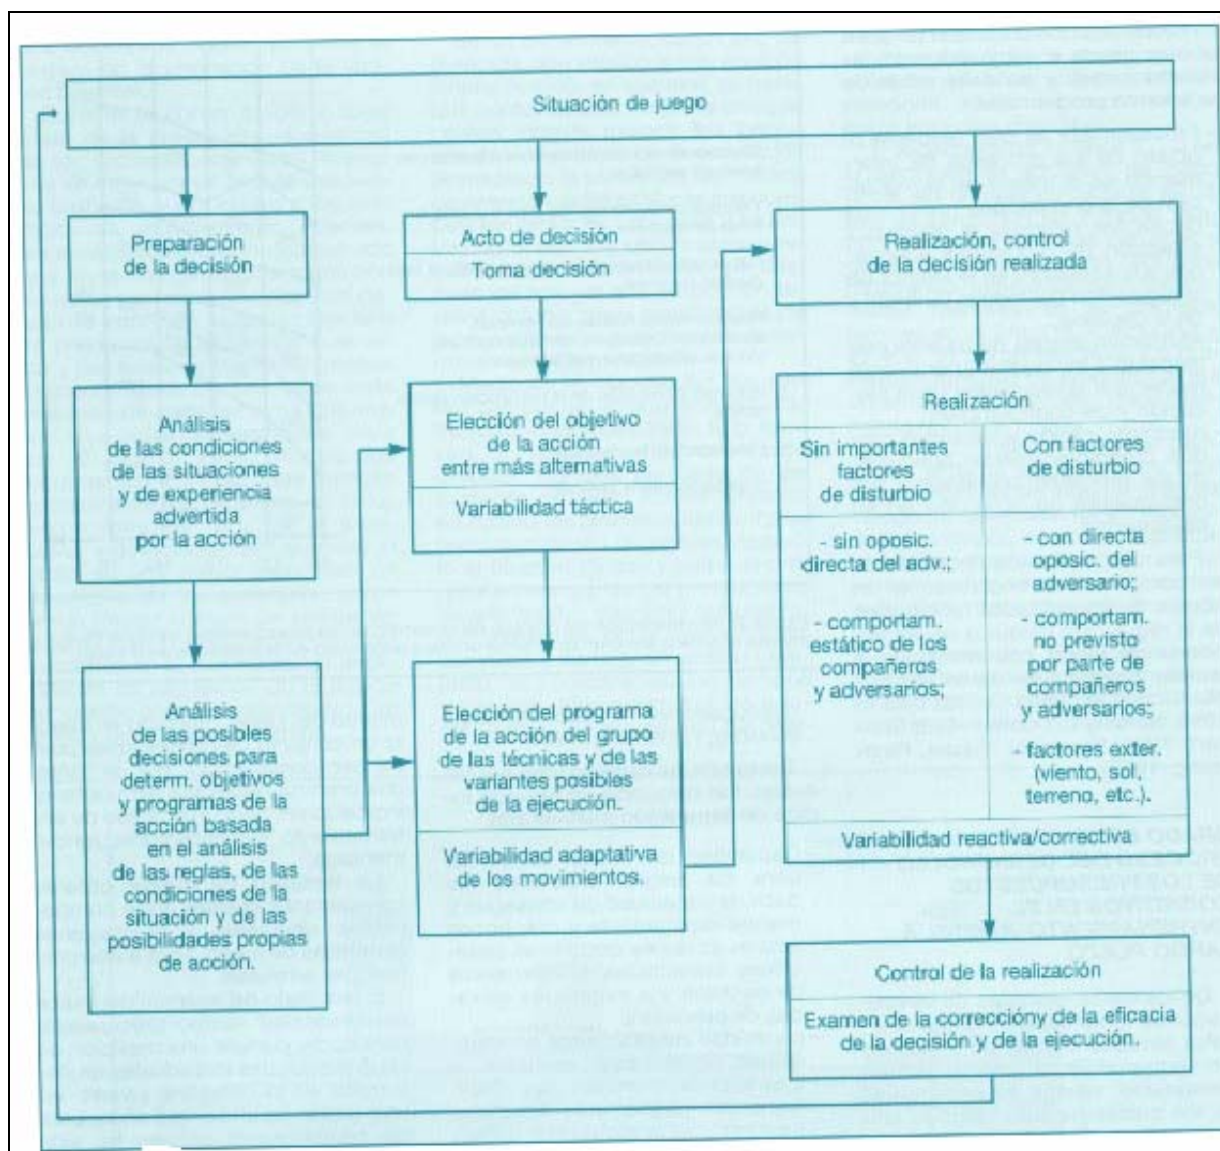 Situación de juego
Preparación
de la decisión
Análisis
de las condiciones
de las situaciones
y de experiencia
advertida
por la acción
Análisis
de las posibles
decisiones para
determ. objetivos
y programas de la
acción basada
en el análisis
de las reglas, de las
condiciones de la
situación y de las
posibilidades propias
de acción.
Acto de decisión
Toma decisión
Elección del objetivo
de la acción
entre más alternativas
Variabilidad táctica
Elección del programa
de la acción del grupo
de las técnicas y de las
variantes posibles
de la ejecución.
Variabilidad adaptativa
de los movimientos.
Realización, control
de la decisión realizada
Realización
Sin importantes
factores
de disturbio
- sin oposic.
directa del adv.;
- comportam.
estático de los
compañeros
y adversarios;
Con factores
de disturbio
- con directa
oposic. del
adversario;
- comportam.
no previsto
por parte de
compañeros
y adversarios;
- factores exter.
(viento, sol,
terreno, etc.).
Variabilidad reactiva/correctiva
Control de la realización
Examen de la correccióny de la eficacia
de la decisión y de la ejecución.